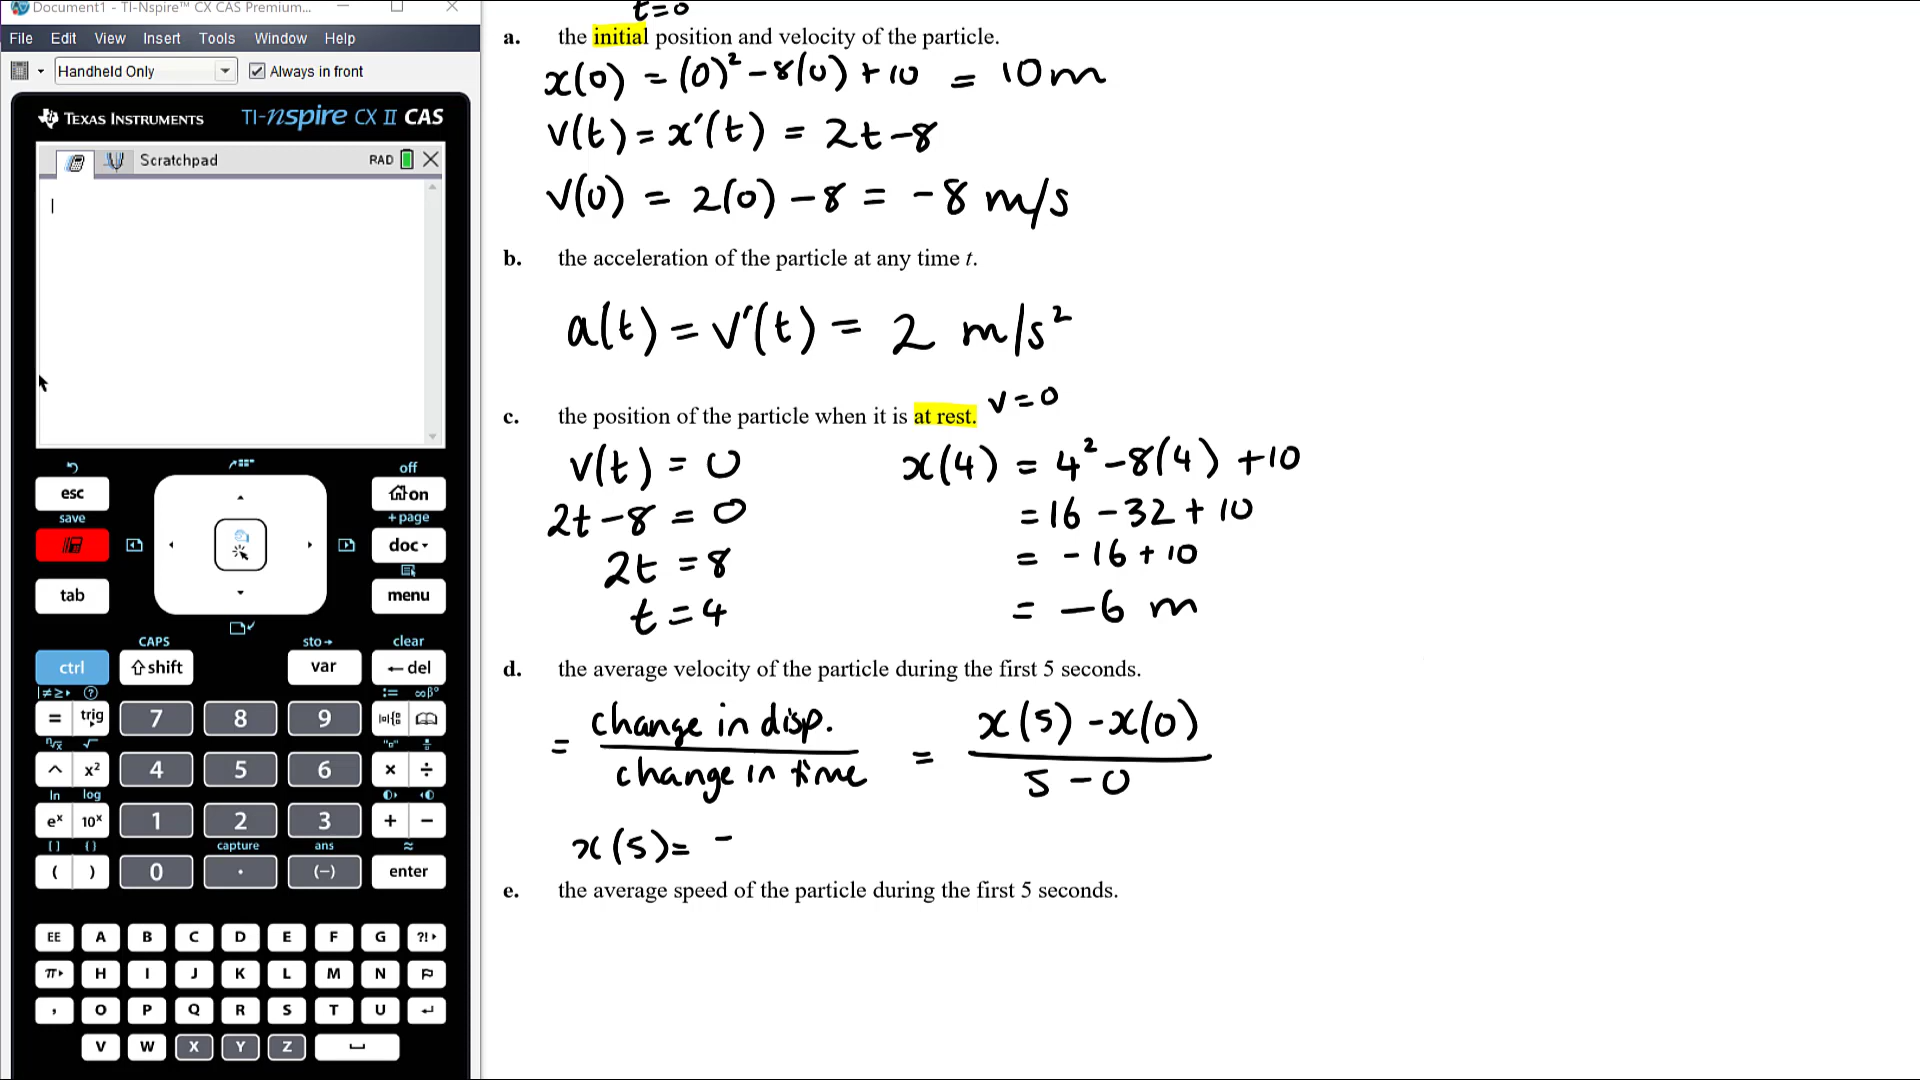 Document1 - TI-Nspire™ CX CAS Premium...
File Edit View Insert Tools Window Help
Handheld Only Always in front
TEXAS INSTRUMENTS TI-nspire CX II CAS
Scratchpad RAD
off
esc on
save + page
doc
tab menu
CAPS sto→ clear
ctrl shift var ← del
|≠≥▸ ? := ∞β°
= trig 7 8 9
ⁿ√x √
^ x² 4 5 6 × ÷
ln log
eˣ 10ˣ 1 2 3 + −
[ ] { } capture ans ≈
( ) 0 . (−) enter
EE A B C D E F G ?!▸
π▸ H I J K L M N
, O P Q R S T U
V W X Y Z
t=0
a. the initial position and velocity of the particle.
x(0) = (0)² - 8(0) + 10 = 10m
v(t) = x'(t) = 2t - 8
v(0) = 2(0) - 8 = -8 m/s
b. the acceleration of the particle at any time t.
a(t) = v'(t) = 2 m/s²
c. the position of the particle when it is at rest. v = 0
v(t) = 0
2t - 8 = 0
2t = 8
t = 4
x(4) = 4² - 8(4) + 10
= 16 - 32 + 10
= -16 + 10
= -6 m
d. the average velocity of the particle during the first 5 seconds.
= change in disp. / change in time = x(5) - x(0) / 5 - 0
x(5) = -
e. the average speed of the particle during the first 5 seconds.